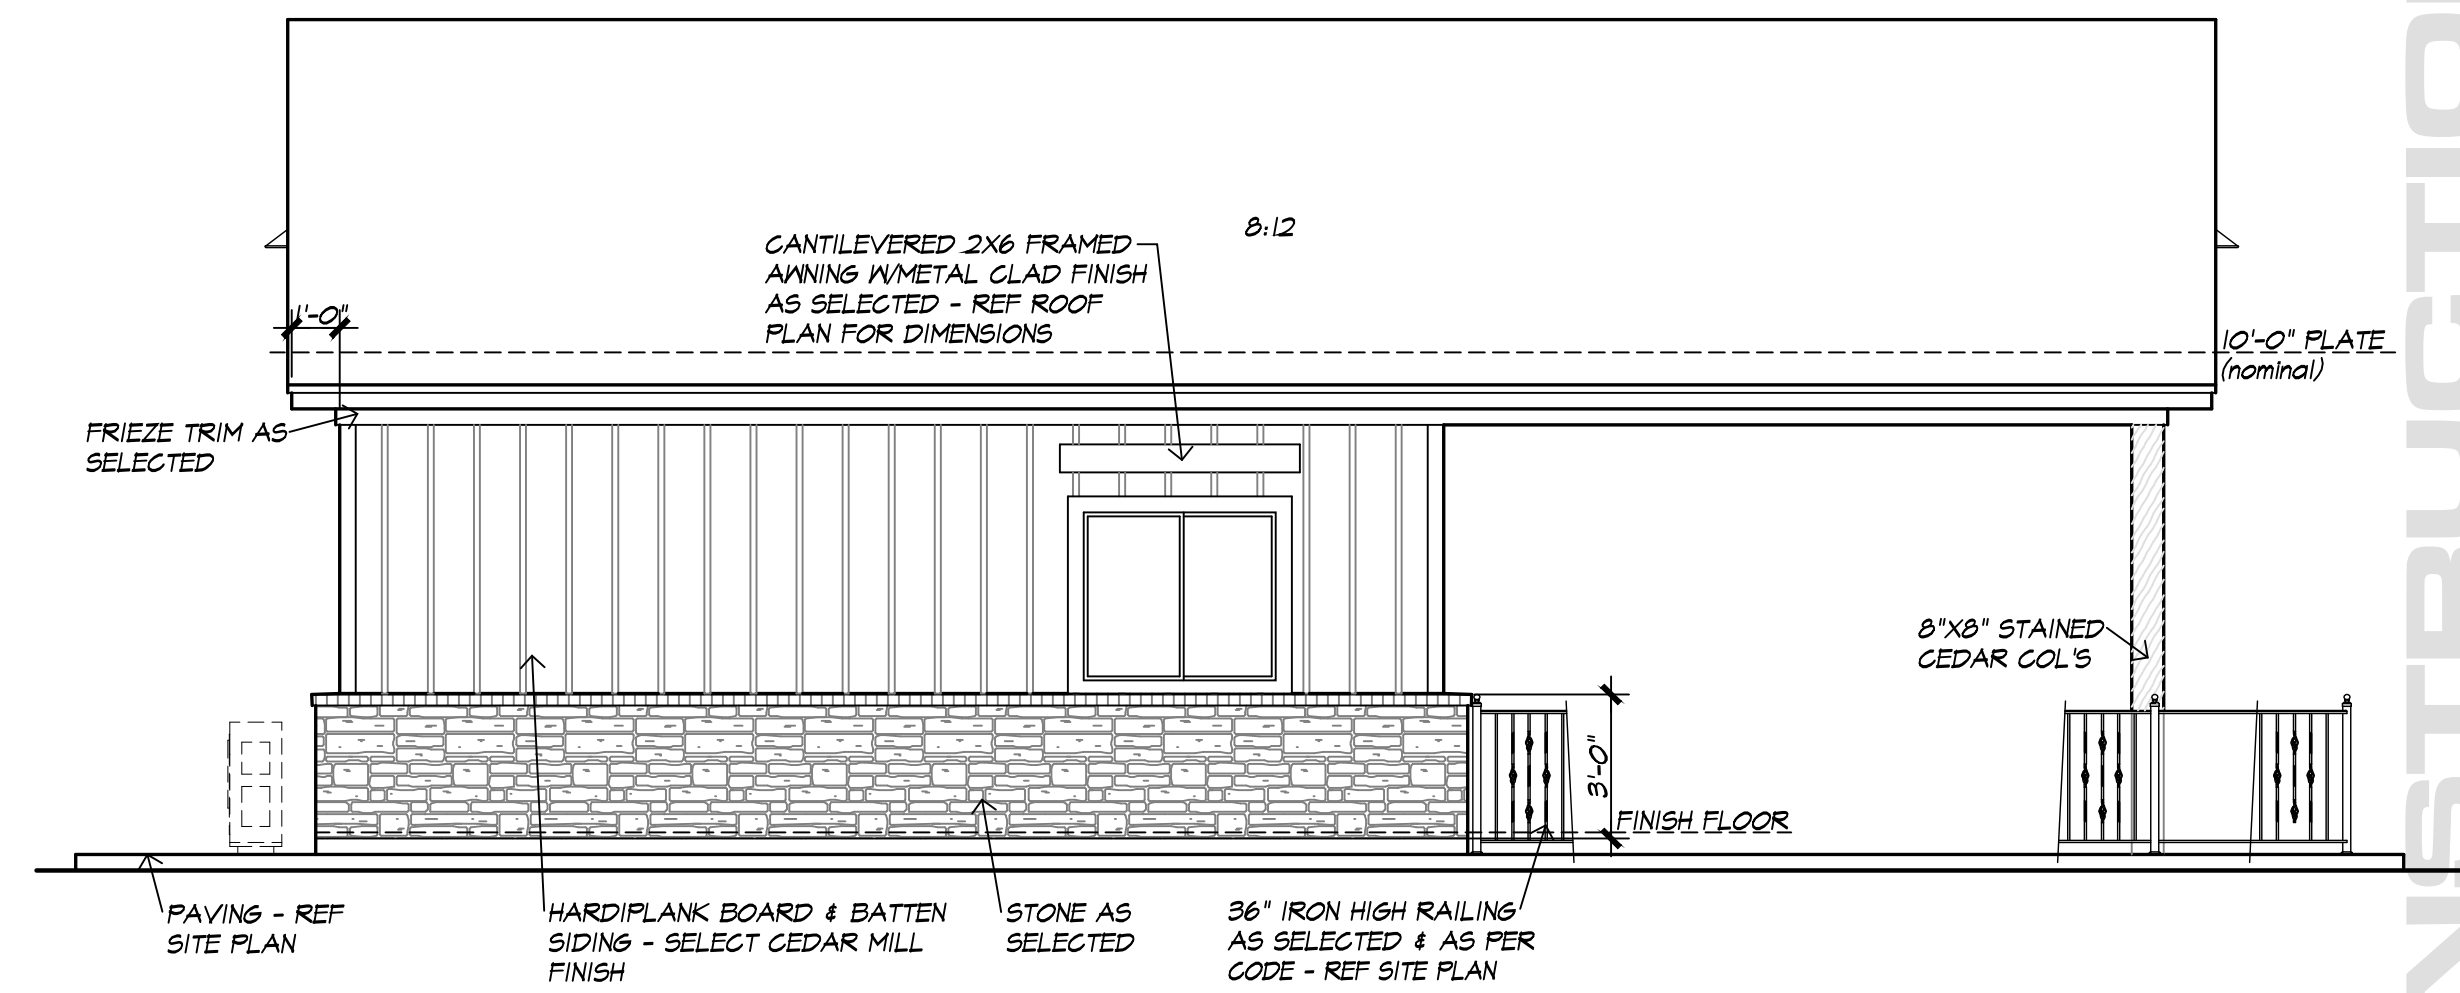 8:12
CANTILEVERED 2X6 FRAMED
AWNING W/METAL CLAD FINISH
AS SELECTED - REF ROOF
PLAN FOR DIMENSIONS
1'-0"
10'-0" PLATE
(nominal)
FRIEZE TRIM AS
SELECTED
8"X8" STAINED
CEDAR COL'S
3'-0"
FINISH FLOOR
PAVING - REF
SITE PLAN
HARDIPLANK BOARD & BATTEN
SIDING - SELECT CEDAR MILL
FINISH
STONE AS
SELECTED
36" IRON HIGH RAILING
AS SELECTED & AS PER
CODE - REF SITE PLAN
NSTRUCTIO